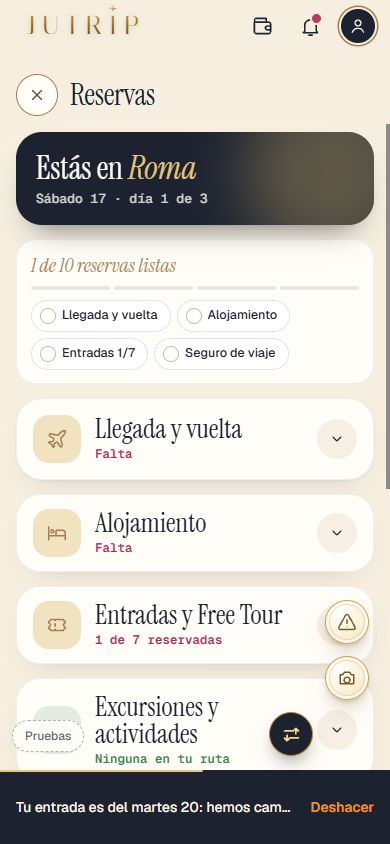 JUTRIP
Reservas
Estás en Roma
Sábado 17 · día 1 de 3
1 de 10 reservas listas
Llegada y vuelta
Alojamiento
Entradas 1/7
Seguro de viaje
Llegada y vuelta
Falta
Alojamiento
Falta
Entradas y Free Tour
1 de 7 reservadas
Excursiones y
actividades
Ninguna en tu ruta
Pruebas
Tu entrada es del martes 20: hemos cam...
Deshacer